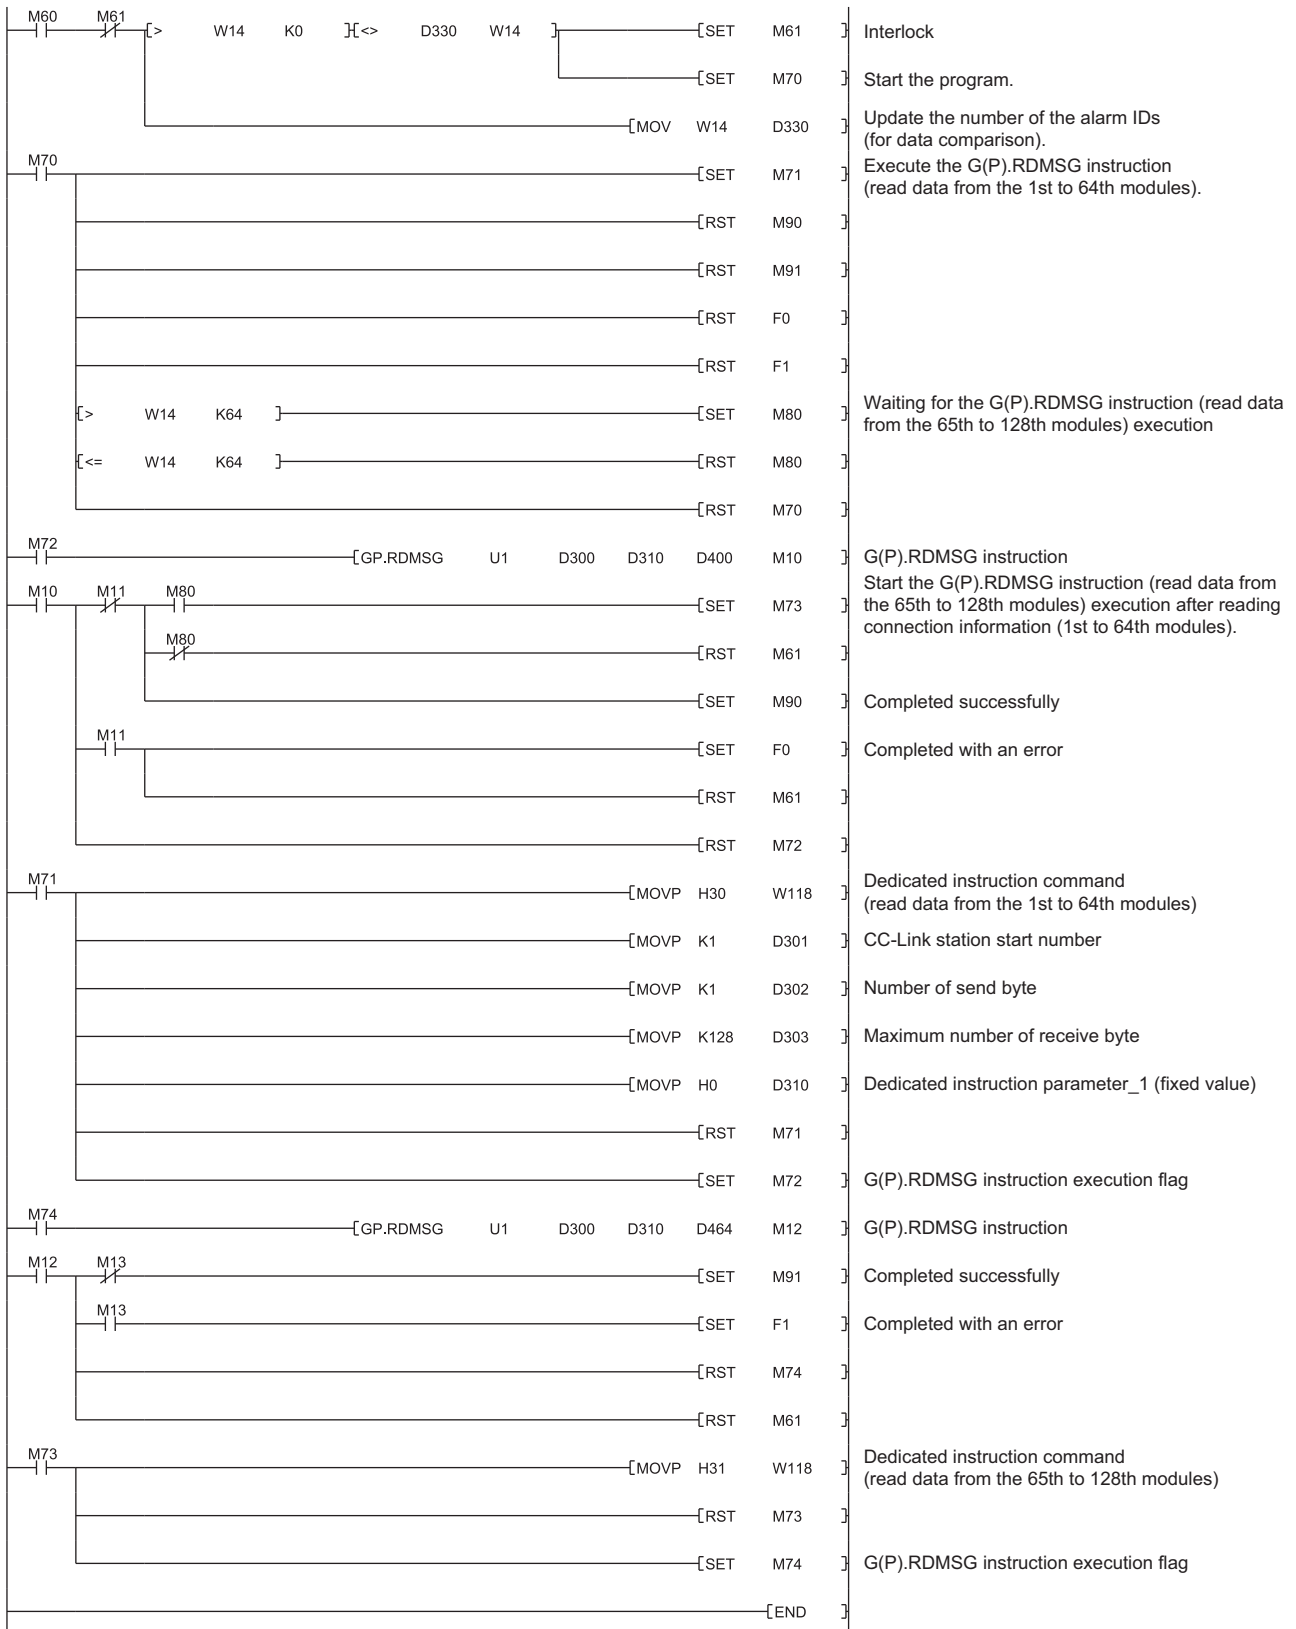 M60 M61
> W14 K0 <> D330 W14 SET M61 Interlock
SET M70 Start the program.
MOV W14 D330 Update the number of the alarm IDs
(for data comparison).
M70
SET M71 Execute the G(P).RDMSG instruction
(read data from the 1st to 64th modules).
RST M90
RST M91
RST F0
RST F1
> W14 K64 SET M80 Waiting for the G(P).RDMSG instruction (read data
from the 65th to 128th modules) execution
<= W14 K64 RST M80
RST M70
M72
GP.RDMSG U1 D300 D310 D400 M10 G(P).RDMSG instruction
M10 M11 M80
SET M73 Start the G(P).RDMSG instruction (read data from
the 65th to 128th modules) execution after reading
connection information (1st to 64th modules).
M80
RST M61
SET M90 Completed successfully
M11
SET F0 Completed with an error
RST M61
RST M72
M71
MOVP H30 W118 Dedicated instruction command
(read data from the 1st to 64th modules)
MOVP K1 D301 CC-Link station start number
MOVP K1 D302 Number of send byte
MOVP K128 D303 Maximum number of receive byte
MOVP H0 D310 Dedicated instruction parameter_1 (fixed value)
RST M71
SET M72 G(P).RDMSG instruction execution flag
M74
GP.RDMSG U1 D300 D310 D464 M12 G(P).RDMSG instruction
M12 M13
SET M91 Completed successfully
M13
SET F1 Completed with an error
RST M74
RST M61
M73
MOVP H31 W118 Dedicated instruction command
(read data from the 65th to 128th modules)
RST M73
SET M74 G(P).RDMSG instruction execution flag
END